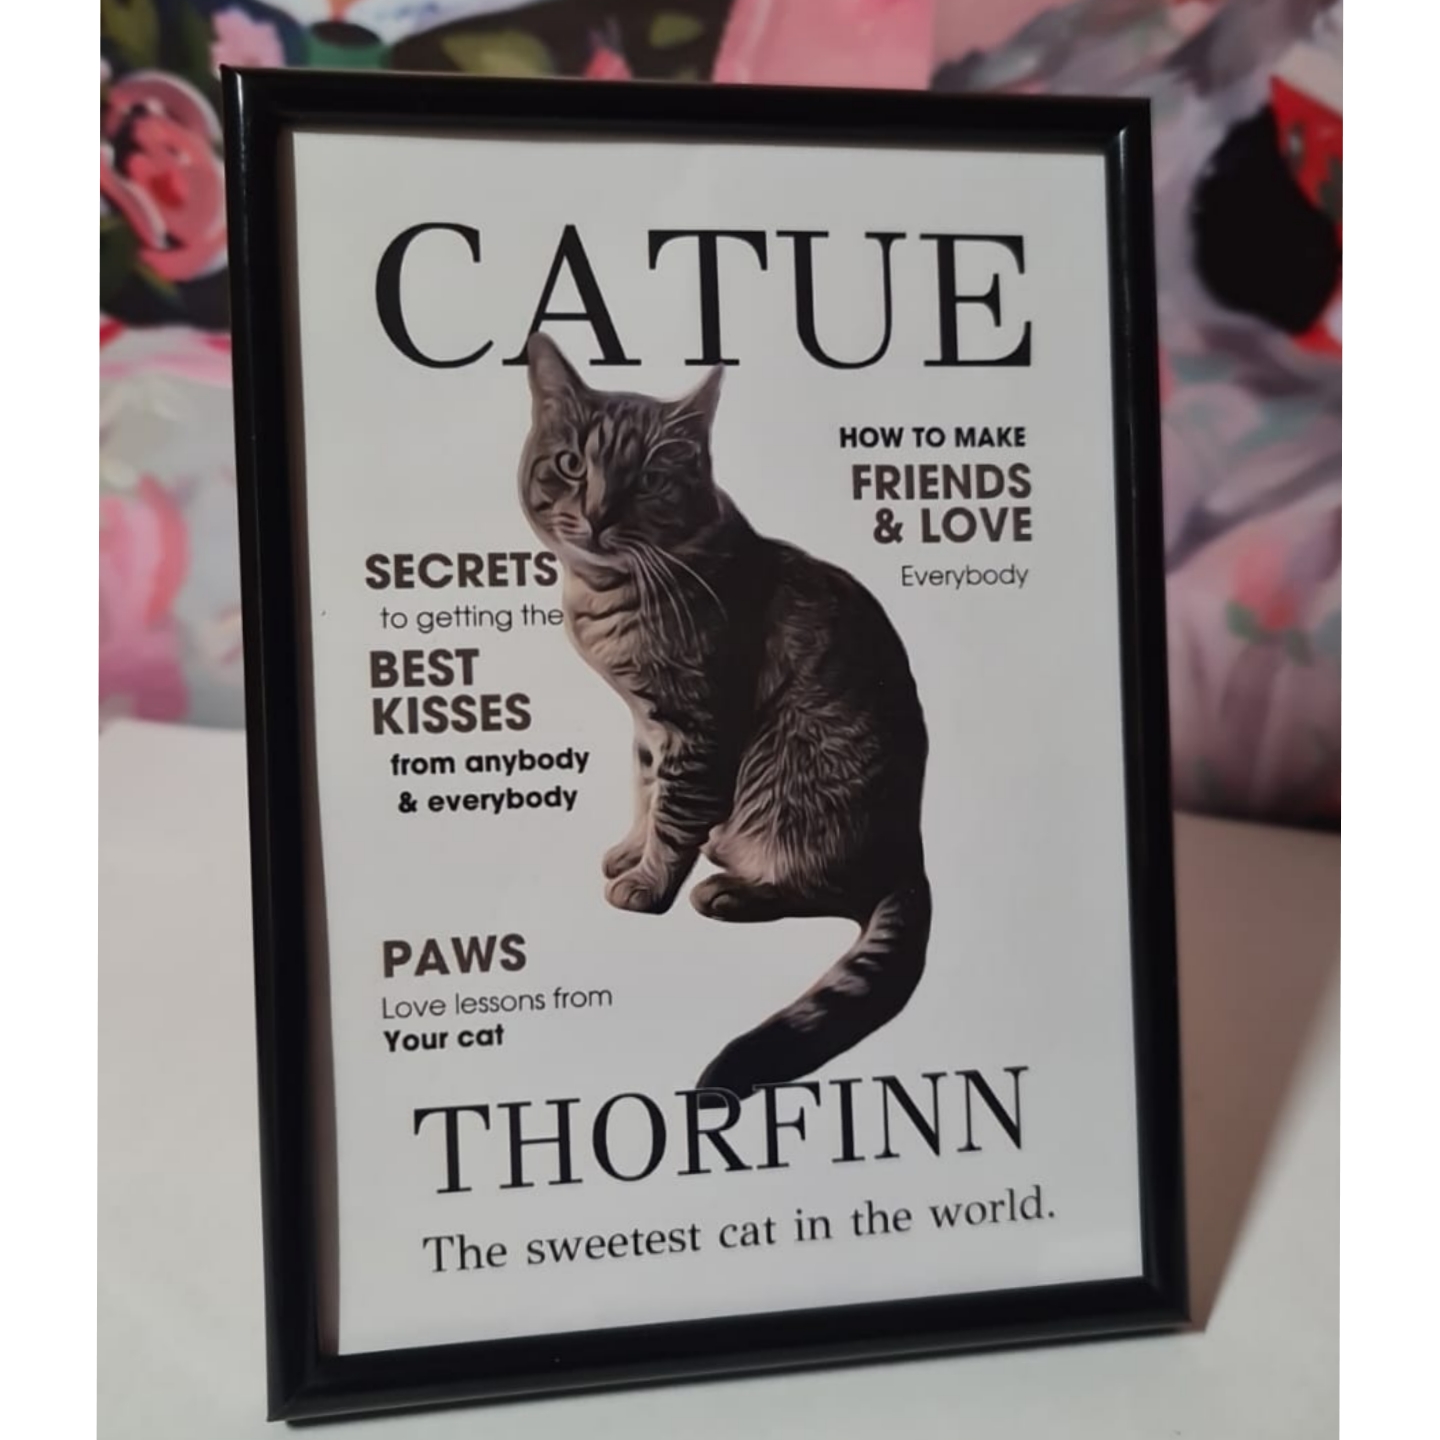 CATUE
HOW TO MAKE
FRIENDS
& LOVE
Everybody
SECRETS
to getting the
BEST
KISSES
from anybody
& everybody
PAWS
Love lessons from
Your cat
THORFINN
The sweetest cat in the world.